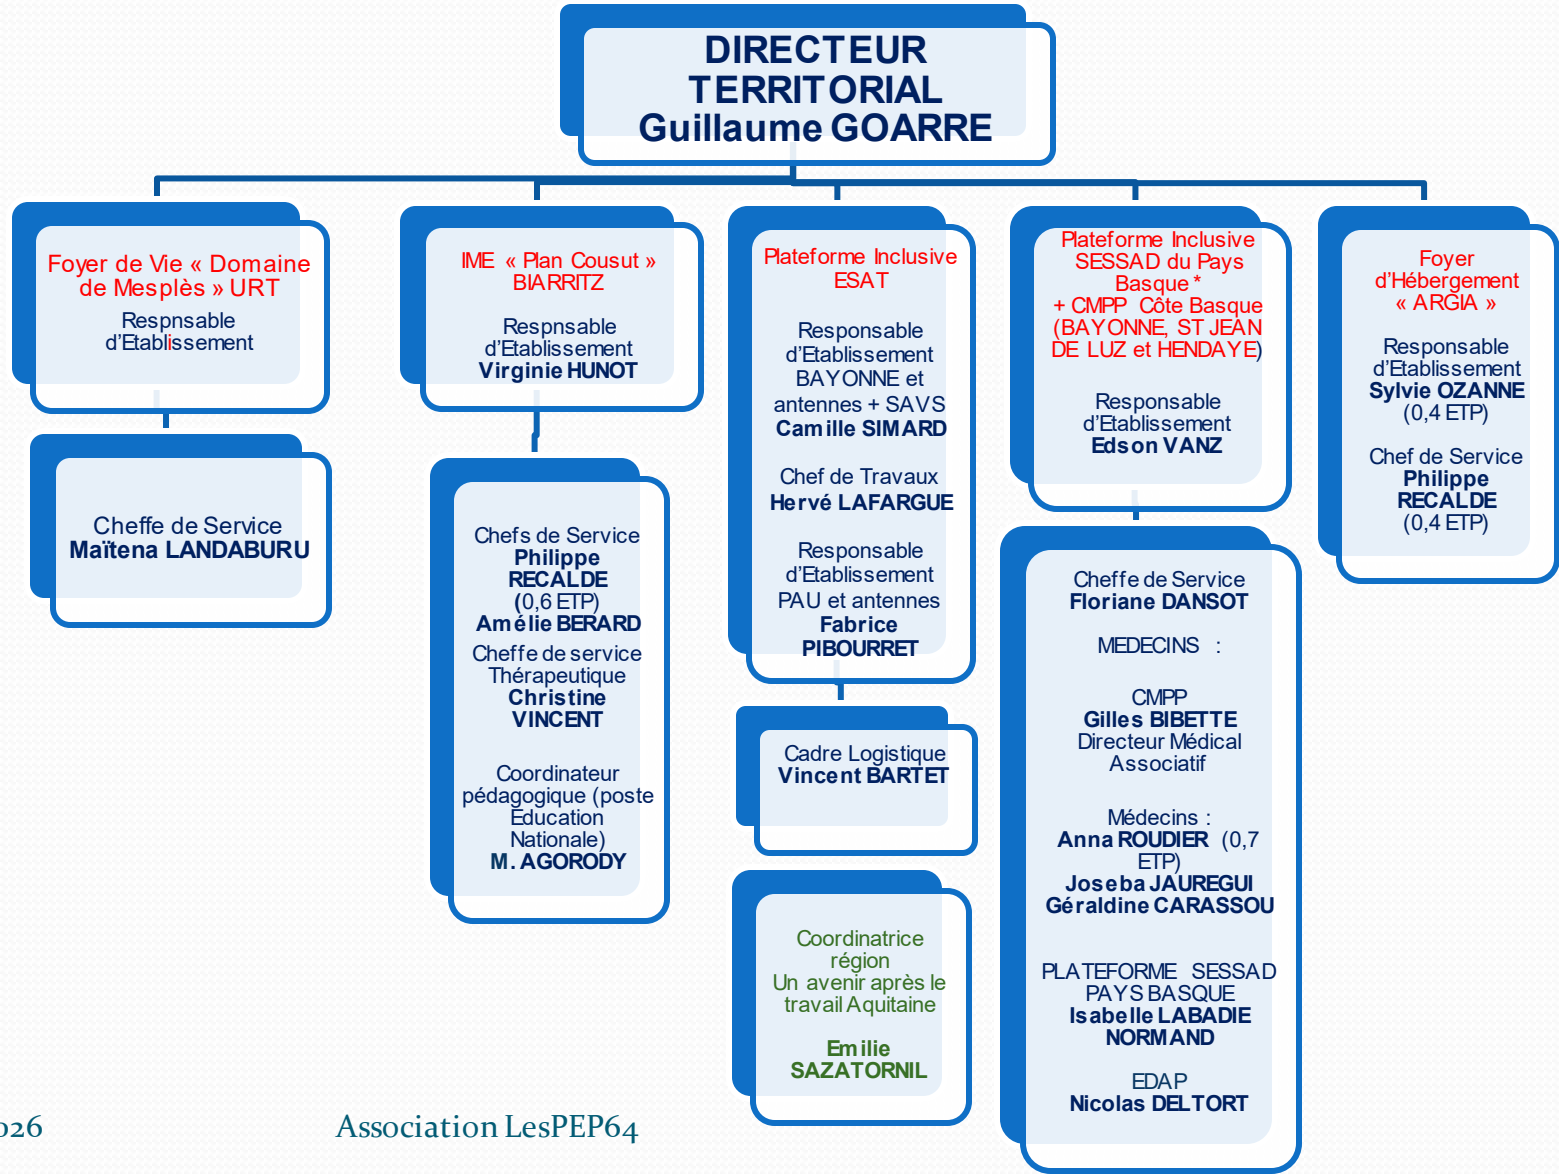 DIRECTEUR
TERRITORIAL
Guillaume GOARRE
Foyer de Vie « Domaine
de Mesplès » URT
Respnsable
d'Etablissement
Cheffe de Service
Maïtena LANDABURU
IME « Plan Cousut »
BIARRITZ
Respnsable
d'Etablissement
Virginie HUNOT
Chefs de Service
Philippe
RECALDE
(0,6 ETP)
Amélie BERARD
Cheffe de service
Thérapeutique
Christine
VINCENT
Coordinateur
pédagogique (poste
Education
Nationale)
M. AGORODY
Plateforme Inclusive
ESAT
Responsable
d'Etablissement
BAYONNE et
antennes + SAVS
Camille SIMARD
Chef de Travaux
Hervé LAFARGUE
Responsable
d'Etablissement
PAU et antennes
Fabrice
PIBOURRET
Cadre Logistique
Vincent BARTET
Coordinatrice
région
Un avenir après le
travail Aquitaine
Emilie
SAZATORNIL
Plateforme Inclusive
SESSAD du Pays
Basque *
+ CMPP Côte Basque
(BAYONNE, ST JEAN
DE LUZ et HENDAYE)
Responsable
d'Etablissement
Edson VANZ
Cheffe de Service
Floriane DANSOT
MEDECINS :
CMPP
Gilles BIBETTE
Directeur Médical
Associatif
Médecins :
Anna ROUDIER (0,7
ETP)
Joseba JAUREGUI
Géraldine CARASSOU
PLATEFORME SESSAD
PAYS BASQUE
Isabelle LABADIE
NORMAND
EDAP
Nicolas DELTORT
Foyer
d'Hébergement
« ARGIA »
Responsable
d'Etablissement
Sylvie OZANNE
(0,4 ETP)
Chef de Service
Philippe
RECALDE
(0,4 ETP)
Association LesPEP64